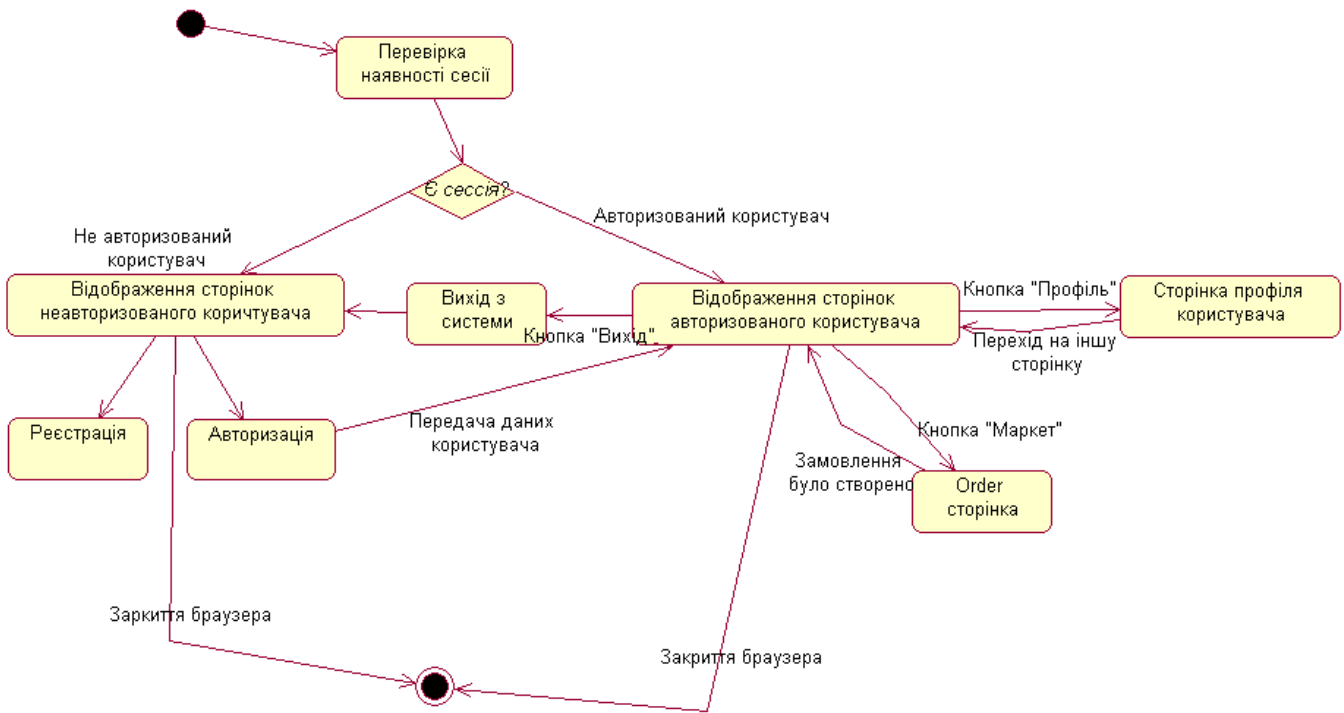 Перевірка
наявності сесії
Є сессія?
Авторизований користувач
Не авторизований
користувач
Відображення сторінок
неавторизованого коричтувача
Вихід з
системи
Кнопка "Вихід"
Відображення сторінок
авторизованого користувача
Кнопка "Профіль"
Сторінка профіля
користувача
Перехід на іншу
сторінку
Реєстрація
Авторизація
Передача даних
користувача
Кнопка "Маркет"
Замовлення
було створено
Order
сторінка
Заркиття браузера
Закриття браузера